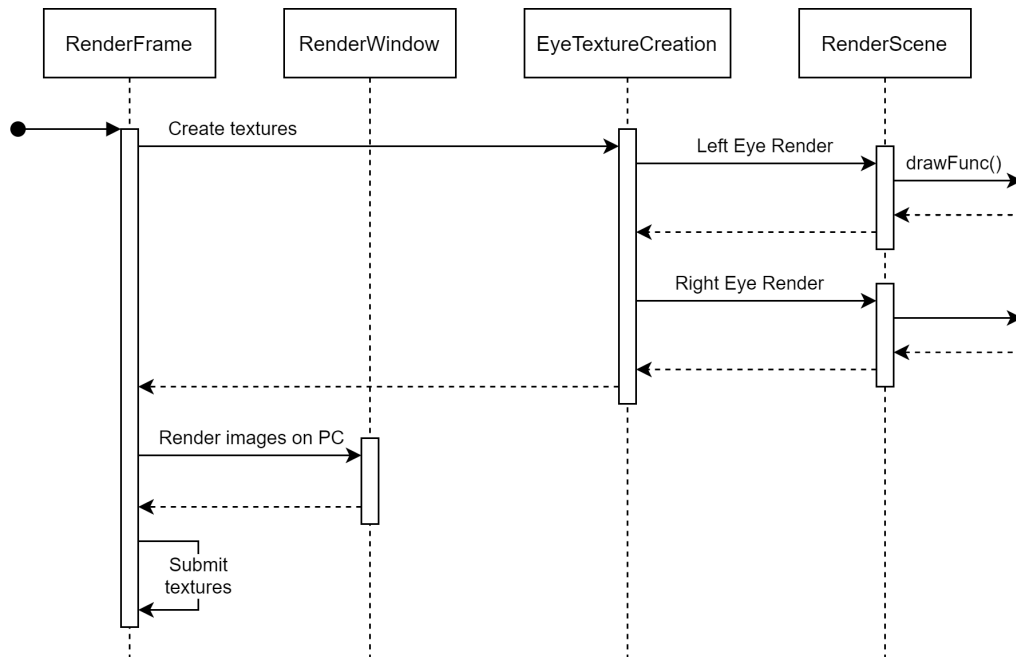 RenderFrame
RenderWindow
EyeTextureCreation
RenderScene
Create textures
Left Eye Render
drawFunc()
Right Eye Render
Render images on PC
Submit
textures